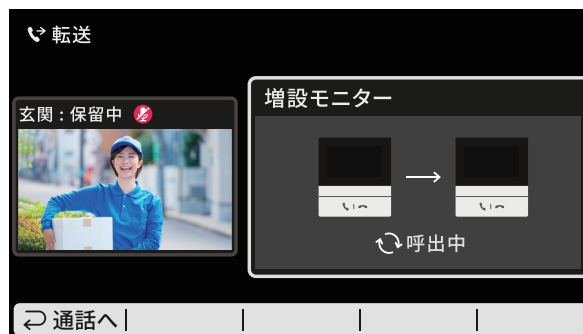 転送
玄関：保留中
増設モニター
呼出中
通話へ